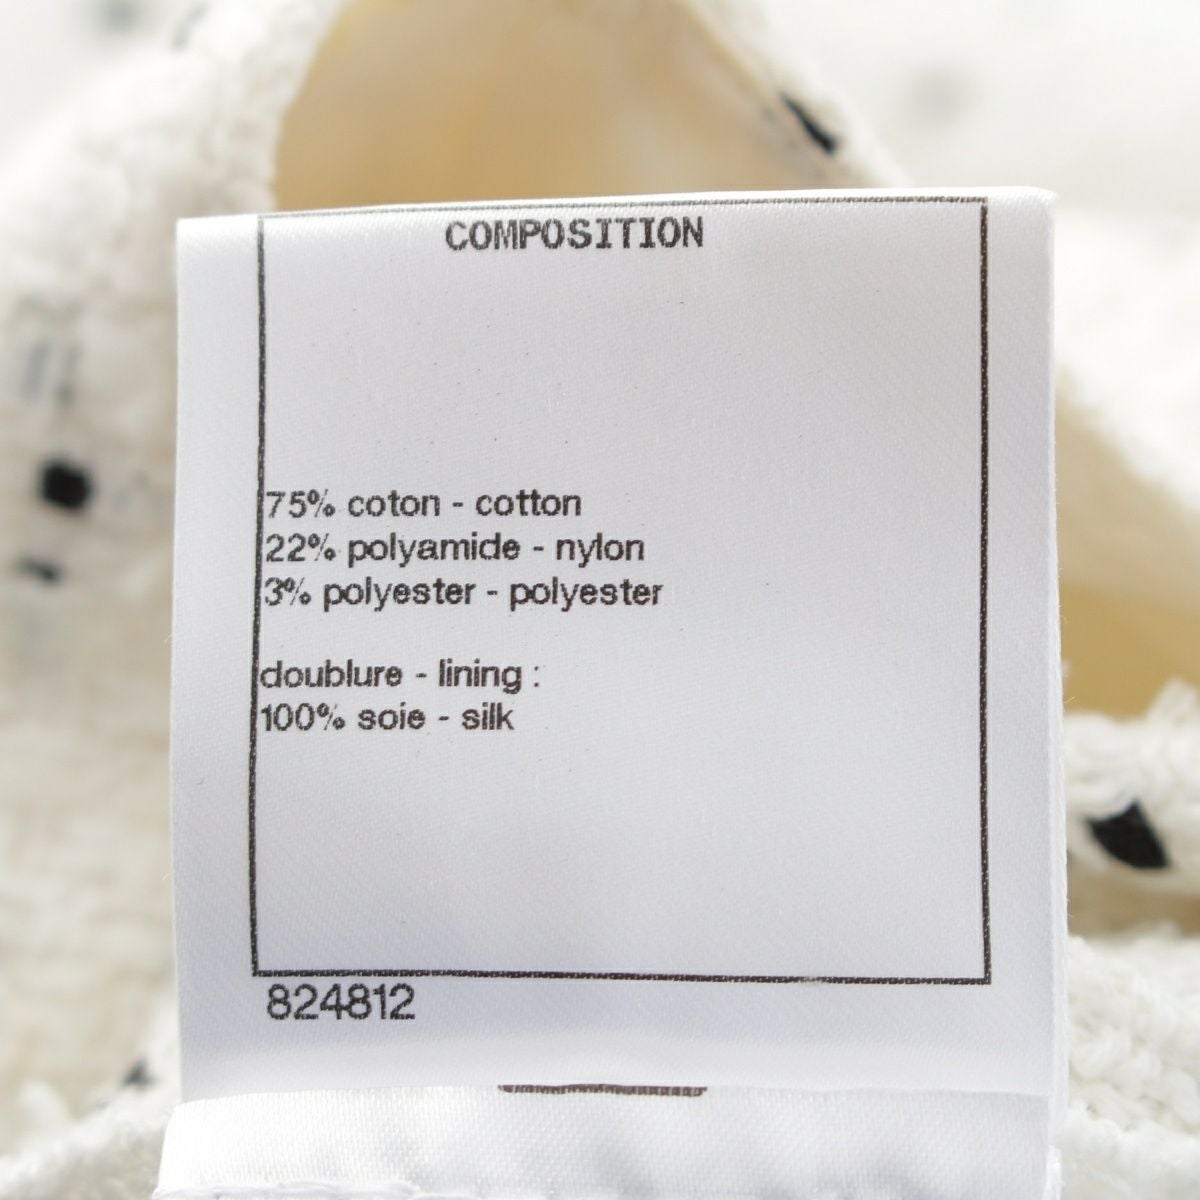 COMPOSITION
75% coton - cotton
22% polyamide - nylon
3% polyester - polyester
doublure - lining :
100% soie - silk
824812